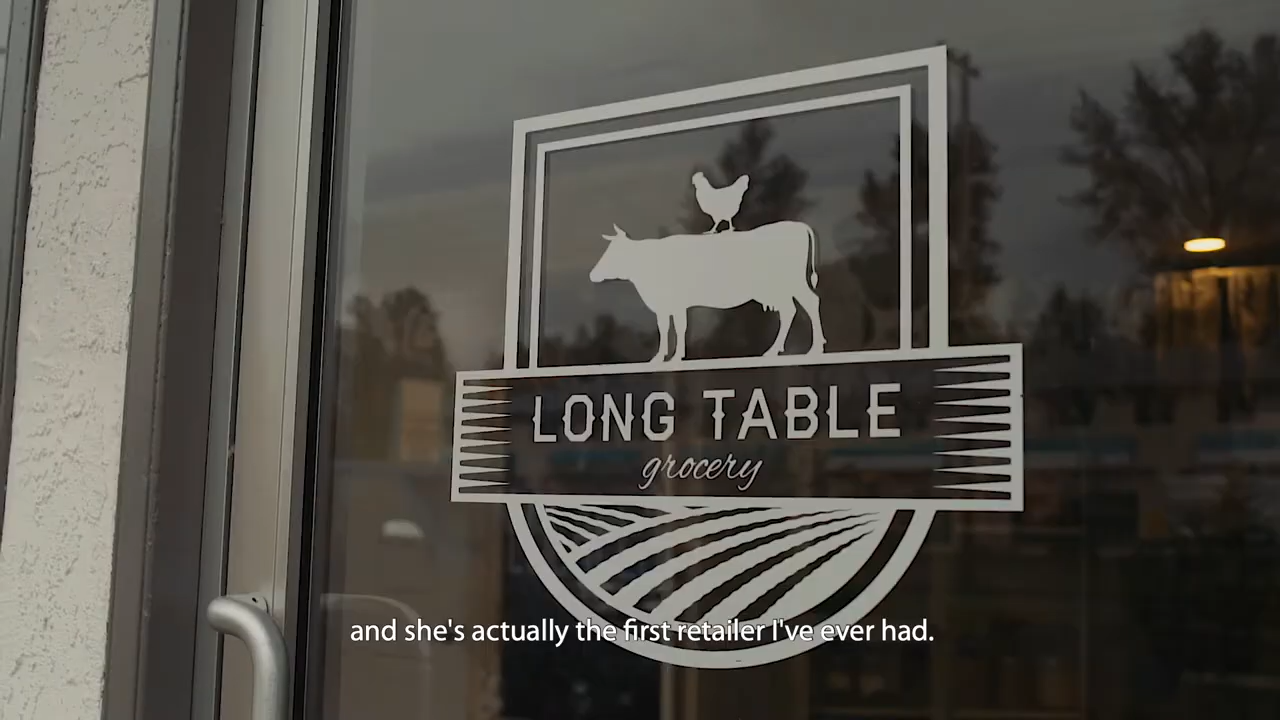 LONG TABLE
grocery
and she's actually the first retailer I've ever had.